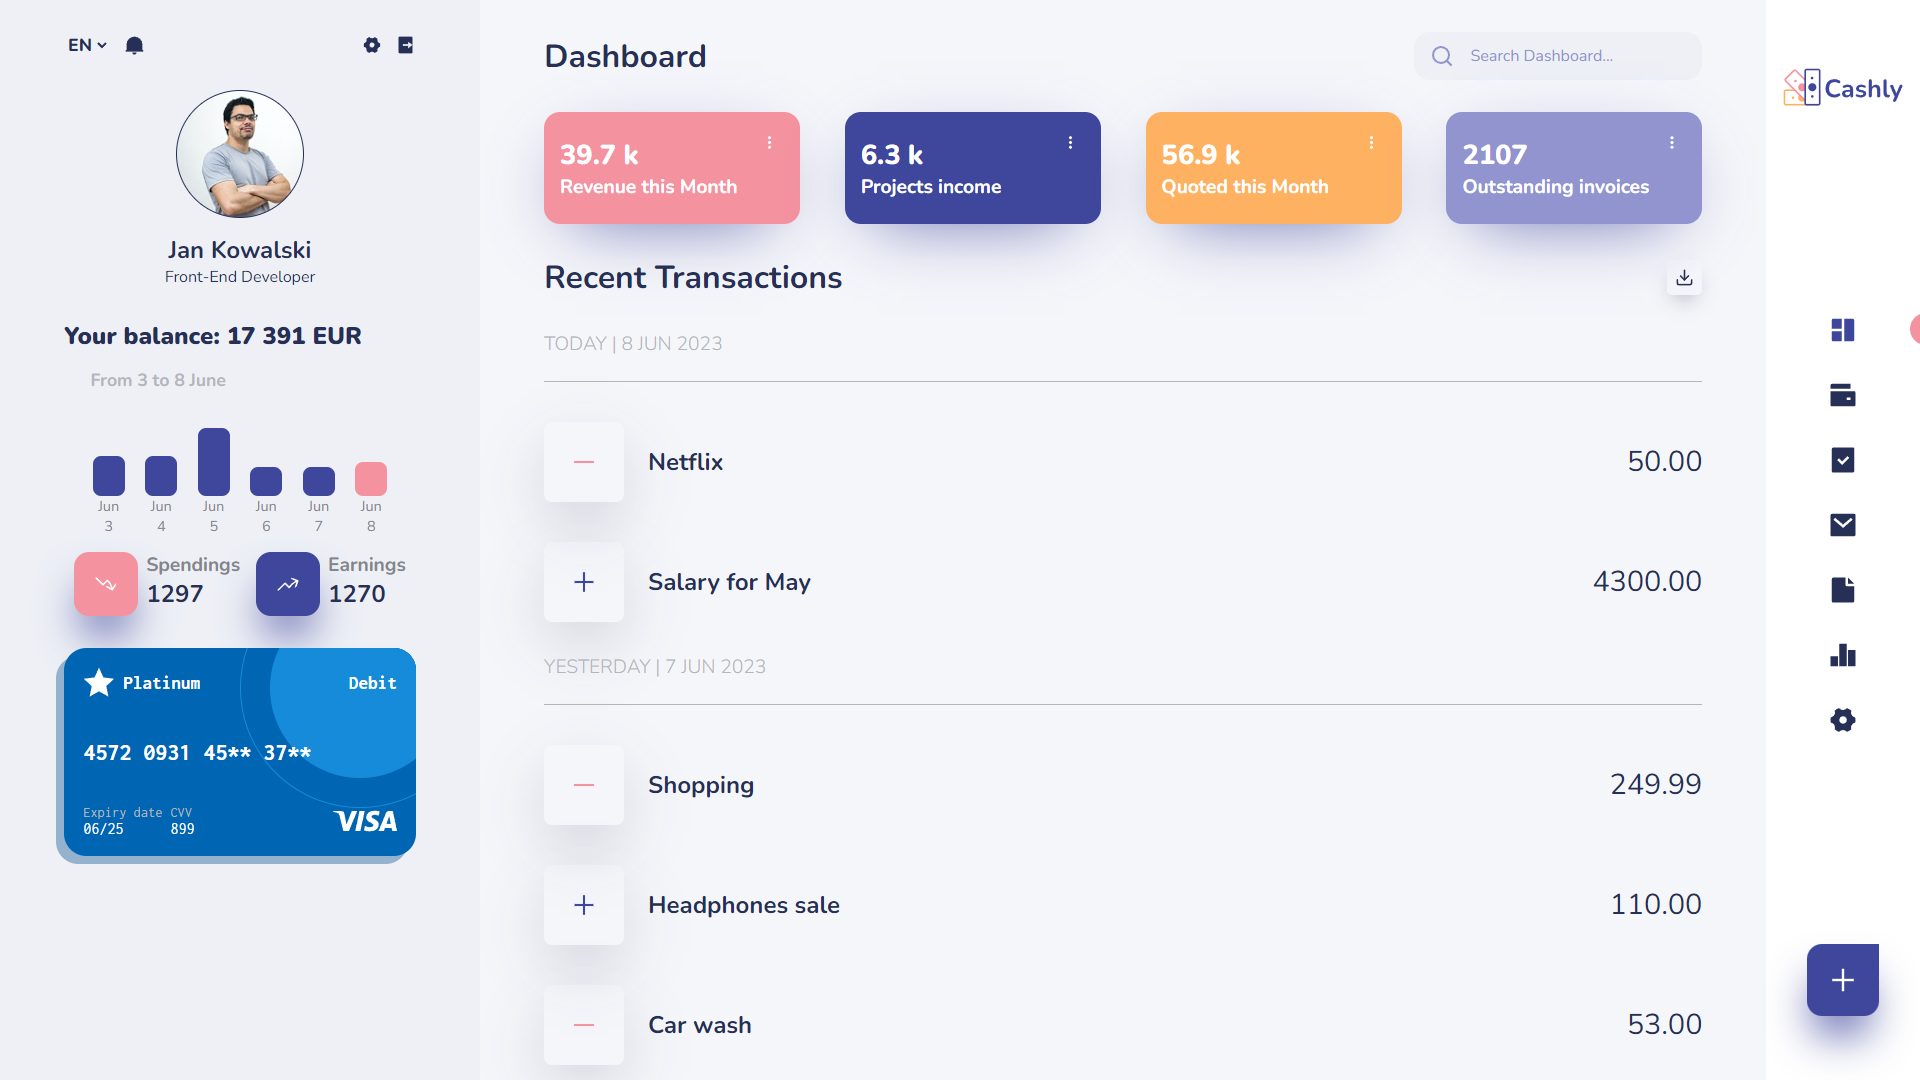 EN
Jan Kowalski
Front-End Developer
Your balance: 17 391 EUR
From 3 to 8 June
Jun Jun Jun Jun Jun Jun
3 4 5 6 7 8
Spendings
1297
Earnings
1270
Platinum
Debit
4572 0931 45** 37**
Expiry date CVV
06/25 899
VISA
Dashboard
Search Dashboard...
39.7 k
Revenue this Month
6.3 k
Projects income
56.9 k
Quoted this Month
2107
Outstanding invoices
Recent Transactions
TODAY | 8 JUN 2023
Netflix 50.00
Salary for May 4300.00
YESTERDAY | 7 JUN 2023
Shopping 249.99
Headphones sale 110.00
Car wash 53.00
Cashly